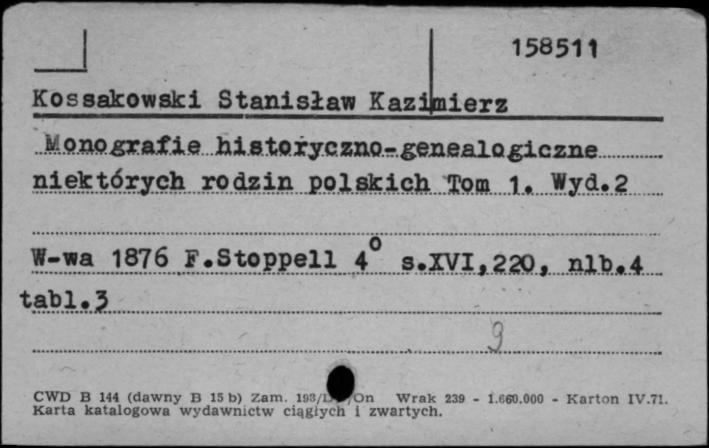 158511
Kossakowski Stanisław Kazimierz
Monografie historyczno-genealogiczne
niektórych rodzin polskich Tom 1. Wyd.2
W-wa 1876 F.Stoppell 4° s.XVI,220, nlb.4
tabl.3
9
CWD B 144 (dawny B 15 b) Zam. On Wrak 239 - 1.660.000 - Karton IV.71.
Karta katalogowa wydawnictw ciągłych i zwartych.